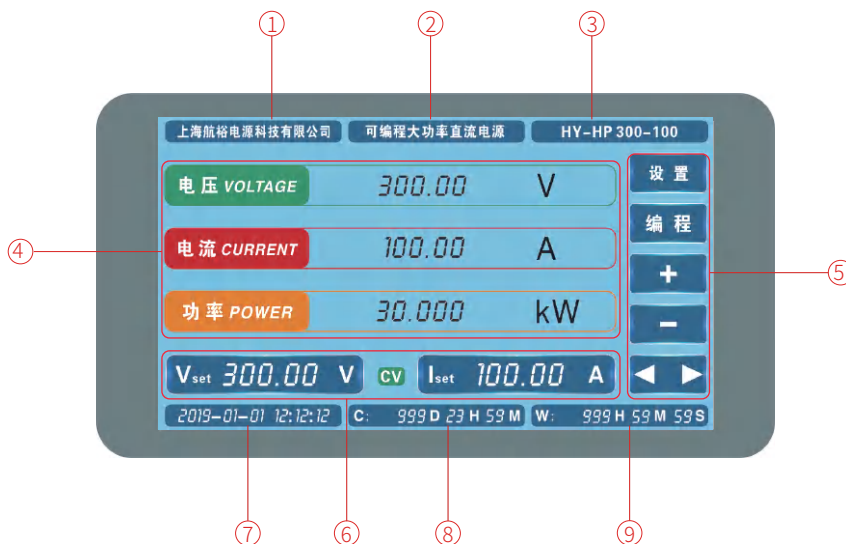 ① ② ③
上海航裕电源科技有限公司 可编程大功率直流电源 HY-HP 300-100
电压 VOLTAGE 300.00 V
设置
编程
④ 电流 CURRENT 100.00 A
+ ⑤
功率 POWER 30.000 kW
-
Vset 300.00 V CV Iset 100.00 A ◀ ▶
2019-01-01 12:12:12 C: 999 D 23 H 59 M W: 999 H 59 M 59 S
⑦ ⑥ ⑧ ⑨